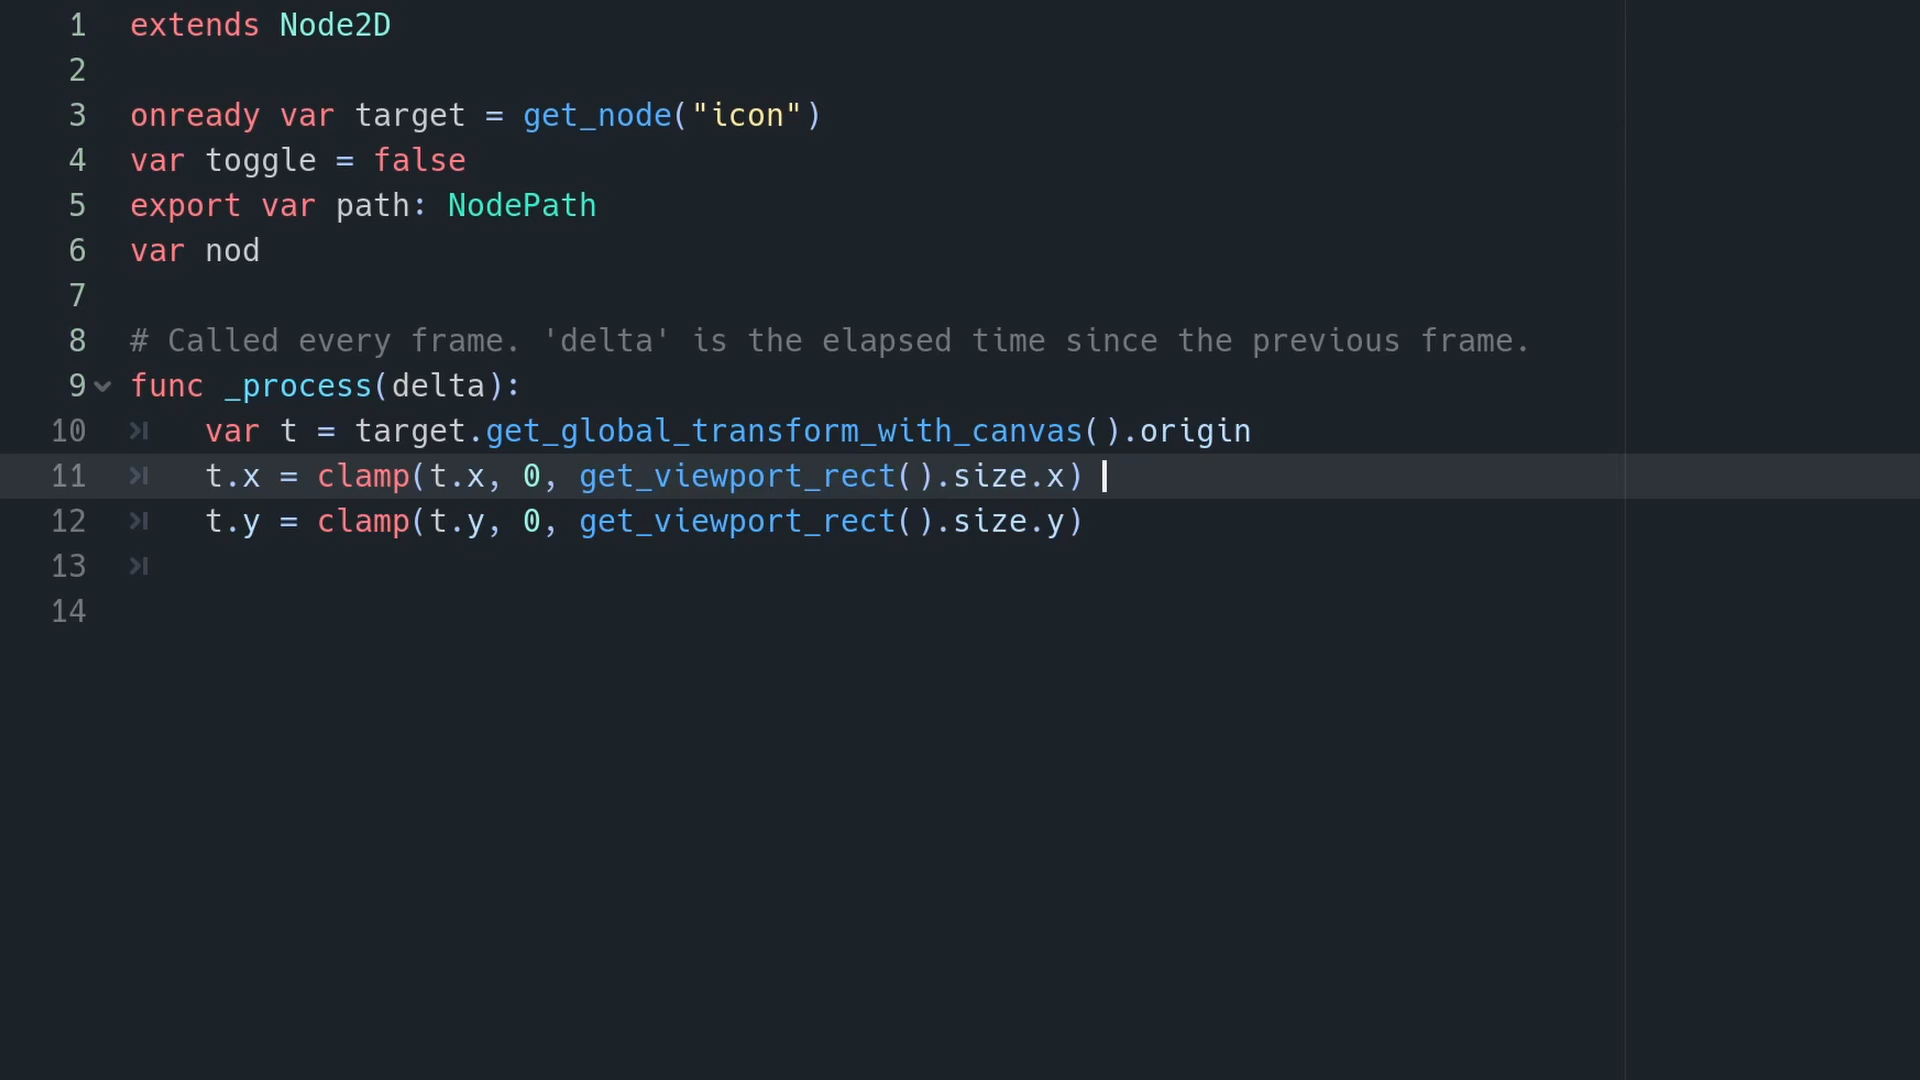 1 extends Node2D
2
3 onready var target = get_node("icon")
4 var toggle = false
5 export var path: NodePath
6 var nod
7
8 # Called every frame. 'delta' is the elapsed time since the previous frame.
9 func _process(delta):
10 var t = target.get_global_transform_with_canvas().origin
11 t.x = clamp(t.x, 0, get_viewport_rect().size.x)
12 t.y = clamp(t.y, 0, get_viewport_rect().size.y)
13
14